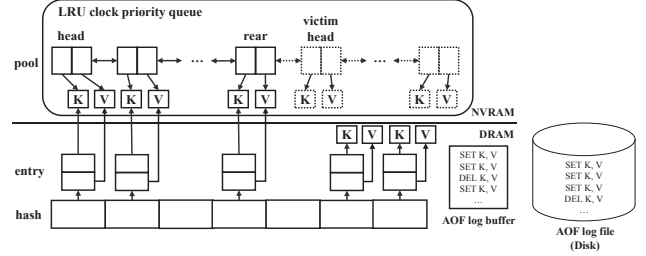 LRU clock priority queue
head
rear
victim
head
pool
...
...
K V K V K V K V K V
NVRAM
DRAM
K V K V
entry
hash
SET K, V
SET K, V
DEL K, V
SET K, V
...
AOF log buffer
SET K, V
SET K, V
SET K, V
DEL K, V
...
AOF log file
(Disk)